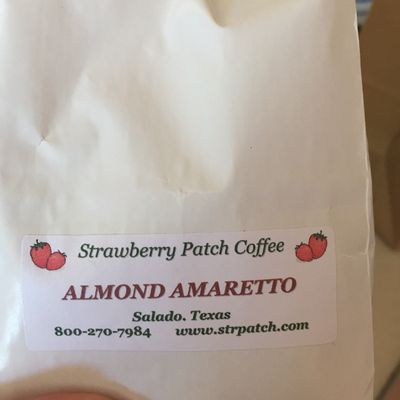 Strawberry Patch Coffee
ALMOND AMARETTO
Salado, Texas
800-270-7984 www.strpatch.com